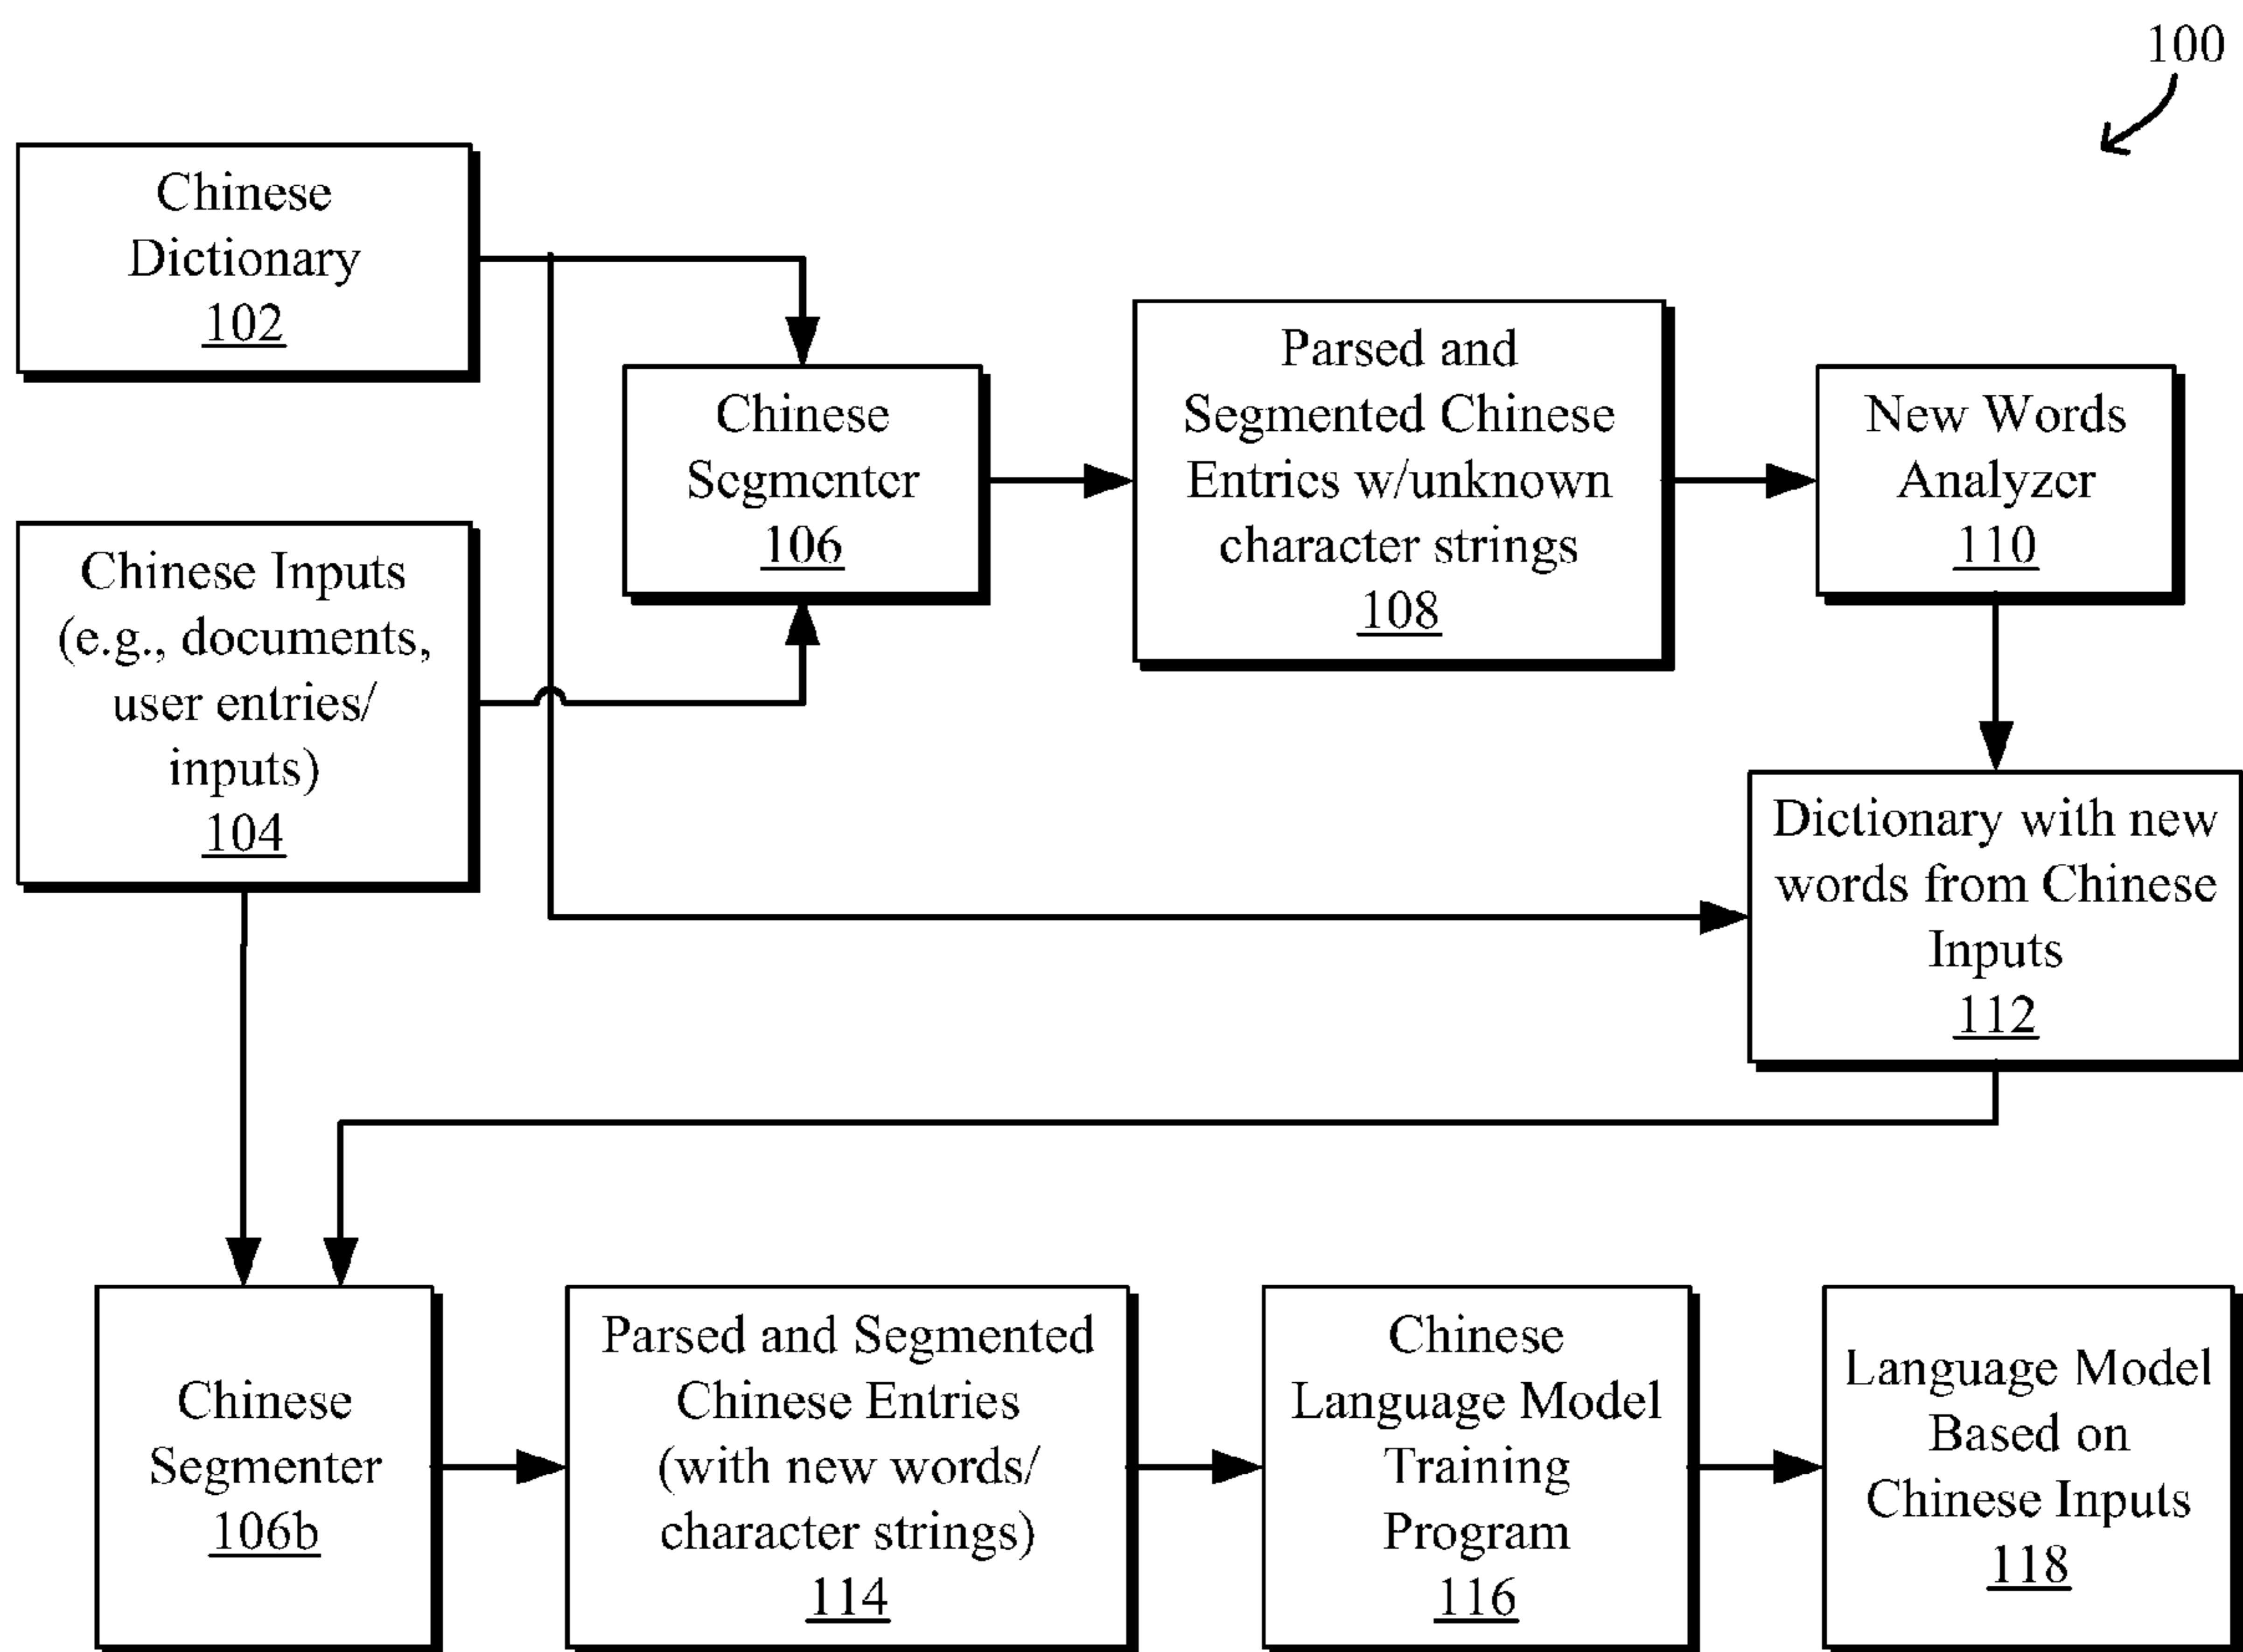 100
Chinese
Dictionary
102
Chinese Inputs
(e.g., documents,
user entries/
inputs)
104
Chinese
Segmenter
106
Parsed and
Segmented Chinese
Entries w/unknown
character strings
108
New Words
Analyzer
110
Dictionary with new
words from Chinese
Inputs
112
Chinese
Segmenter
106b
Parsed and Segmented
Chinese Entries
(with new words/
character strings)
114
Chinese
Language Model
Training
Program
116
Language Model
Based on
Chinese Inputs
118